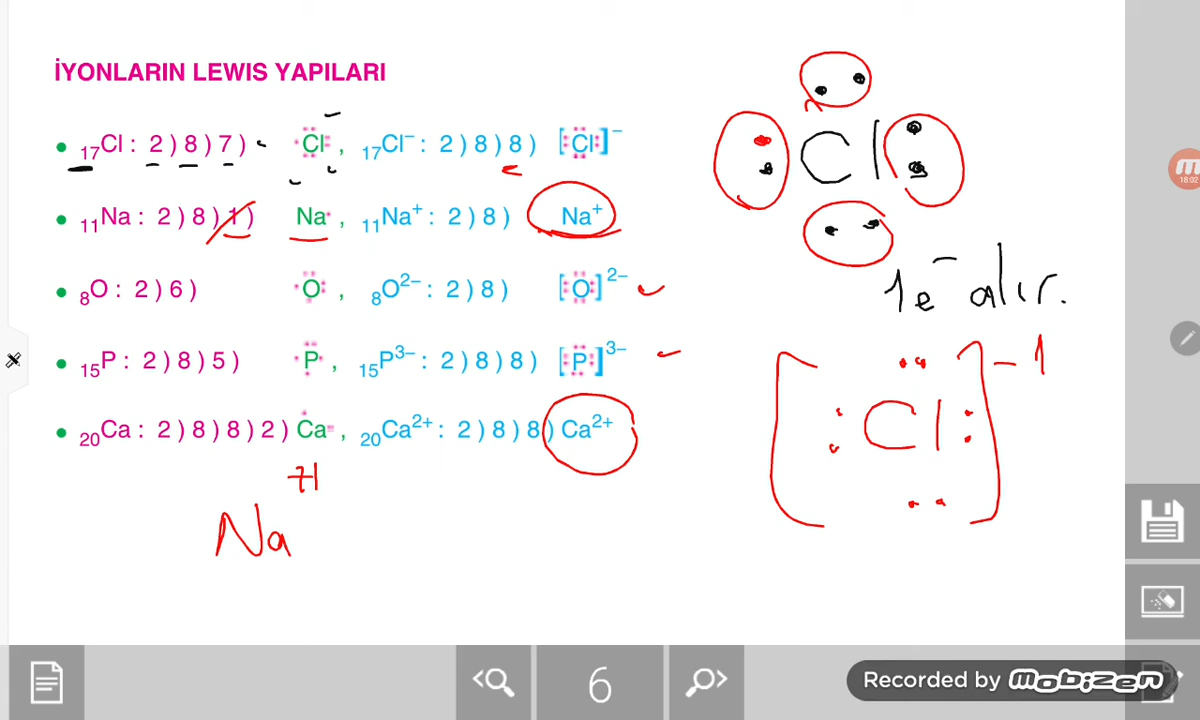 İYONLARIN LEWIS YAPILARI
• ₁₇Cl : 2 ) 8 ) 7 ) Cl , ₁₇Cl⁻ : 2 ) 8 ) 8 ) [:Cl:]⁻
• ₁₁Na : 2 ) 8 ) 1 ) Na· , ₁₁Na⁺ : 2 ) 8 ) Na⁺
• ₈O : 2 ) 6 ) ·O: , ₈O²⁻ : 2 ) 8 ) [:O:]²⁻
• ₁₅P : 2 ) 8 ) 5 ) ·P· , ₁₅P³⁻ : 2 ) 8 ) 8 ) [:P:]³⁻
• ₂₀Ca : 2 ) 8 ) 8 ) 2 ) Ca , ₂₀Ca²⁺ : 2 ) 8 ) 8 ) Ca²⁺
Cl
1e⁻ alır.
[:Cl:]⁻¹
Na⁺¹
18:02
6
Recorded by mobizen